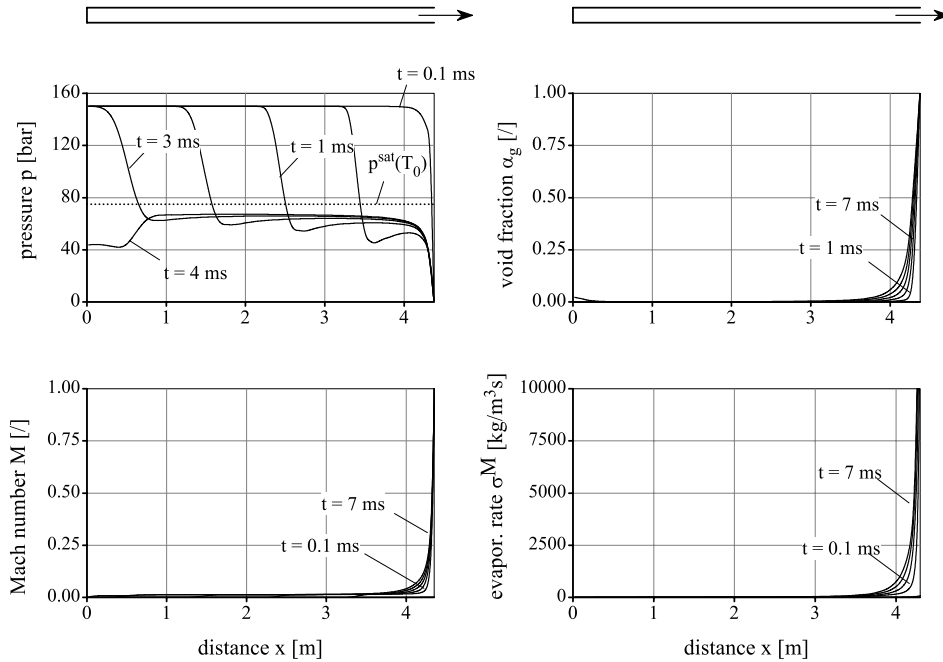 t = 0.1 ms
160
120
80
40
0
pressure p [bar]
t = 3 ms
t = 1 ms
p^sat(T_0)
t = 4 ms
0 1 2 3 4
1.00
0.75
0.50
0.25
0.00
void fraction α_g [/]
t = 7 ms
t = 1 ms
0 1 2 3 4
1.00
0.75
0.50
0.25
0.00
Mach number M [/]
t = 7 ms
t = 0.1 ms
0 1 2 3 4
distance x [m]
10000
7500
5000
2500
0
evapor. rate σ^M [kg/m³s]
t = 7 ms
t = 0.1 ms
0 1 2 3 4
distance x [m]